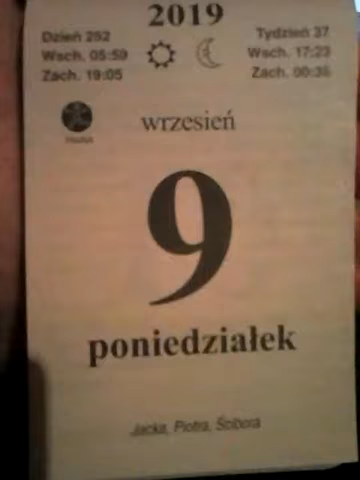 2019
Dzień 252
Tydzień 37
Wsch. 05:59
Wsch. 17:23
Zach. 19:05
Zach. 00:35
wrzesień
9
poniedziałek
Jacka, Piotra, Ścibora